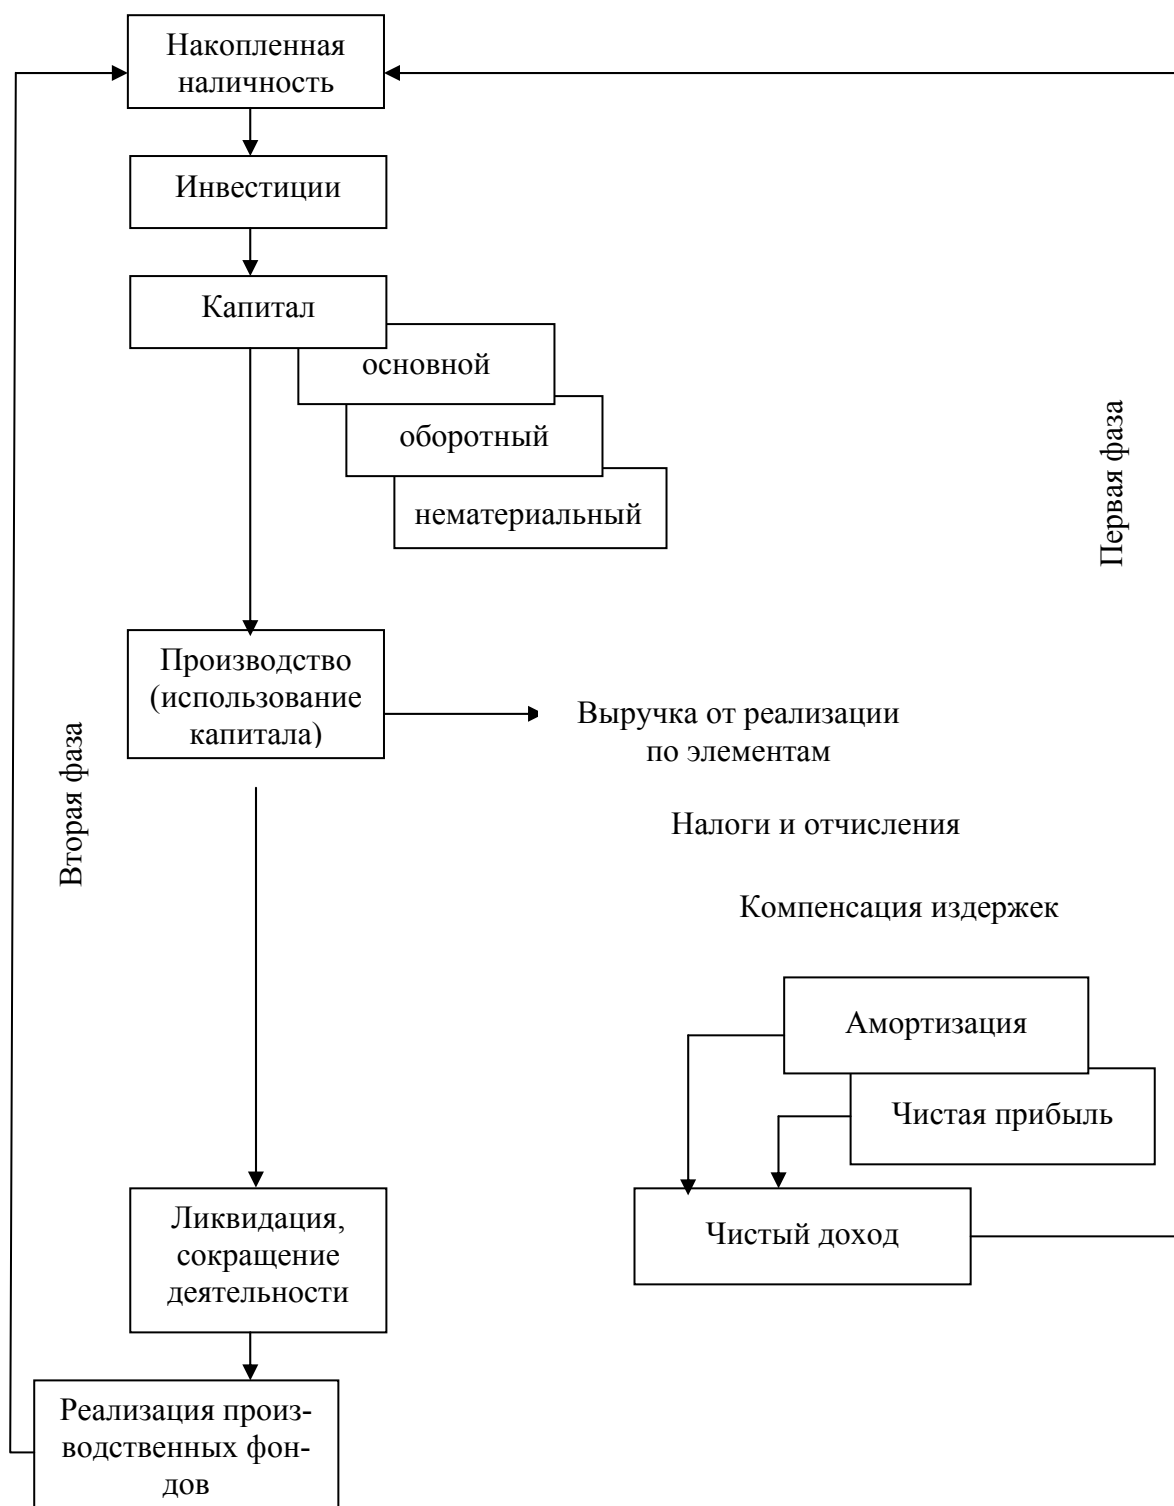 Накопленная
наличность
Инвестиции
Капитал
основной
оборотный
нематериальный
Первая фаза
Производство
(использование
капитала)
Выручка от реализации
по элементам
Вторая фаза
Налоги и отчисления
Компенсация издержек
Амортизация
Чистая прибыль
Ликвидация,
сокращение
деятельности
Чистый доход
Реализация произ-
водственных фон-
дов